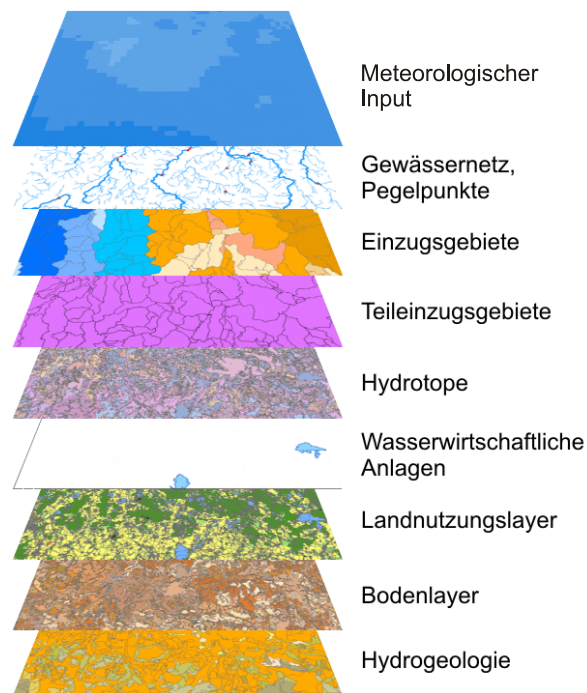 Meteorologischer
Input
Gewässernetz,
Pegelpunkte
Einzugsgebiete
Teileinzugsgebiete
Hydrotope
Wasserwirtschaftliche
Anlagen
Landnutzungslayer
Bodenlayer
Hydrogeologie